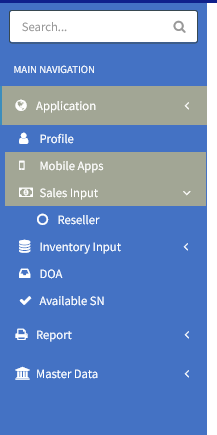 Search...
MAIN NAVIGATION
Application
Profile
Mobile Apps
Sales Input
Reseller
Inventory Input
DOA
Available SN
Report
Master Data